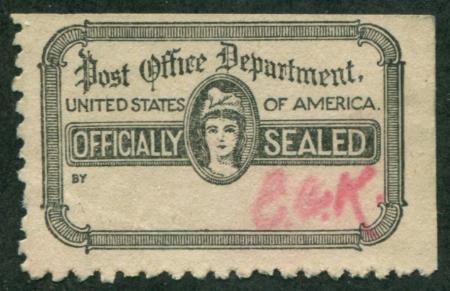 Post Office Department,
UNITED STATES OF AMERICA.
OFFICIALLY SEALED
BY
C.C.K.